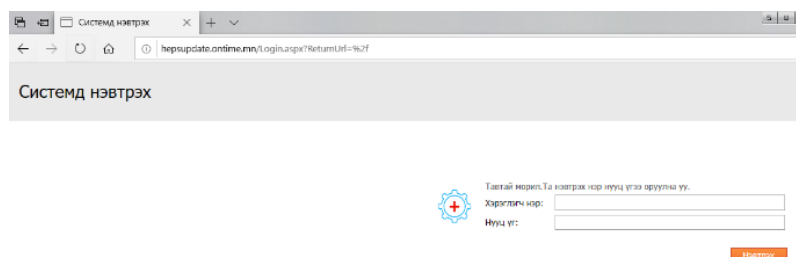 Системд нэвтрэх
hepsupdate.ontime.mn/Login.aspx?ReturnUrl=%2f
Системд нэвтрэх
Тавтай морил.Та нэвтрэх нэр нууц үгээ оруулна уу.
Хэрэглэгч нэр:
Нууц үг:
Нэвтрэх